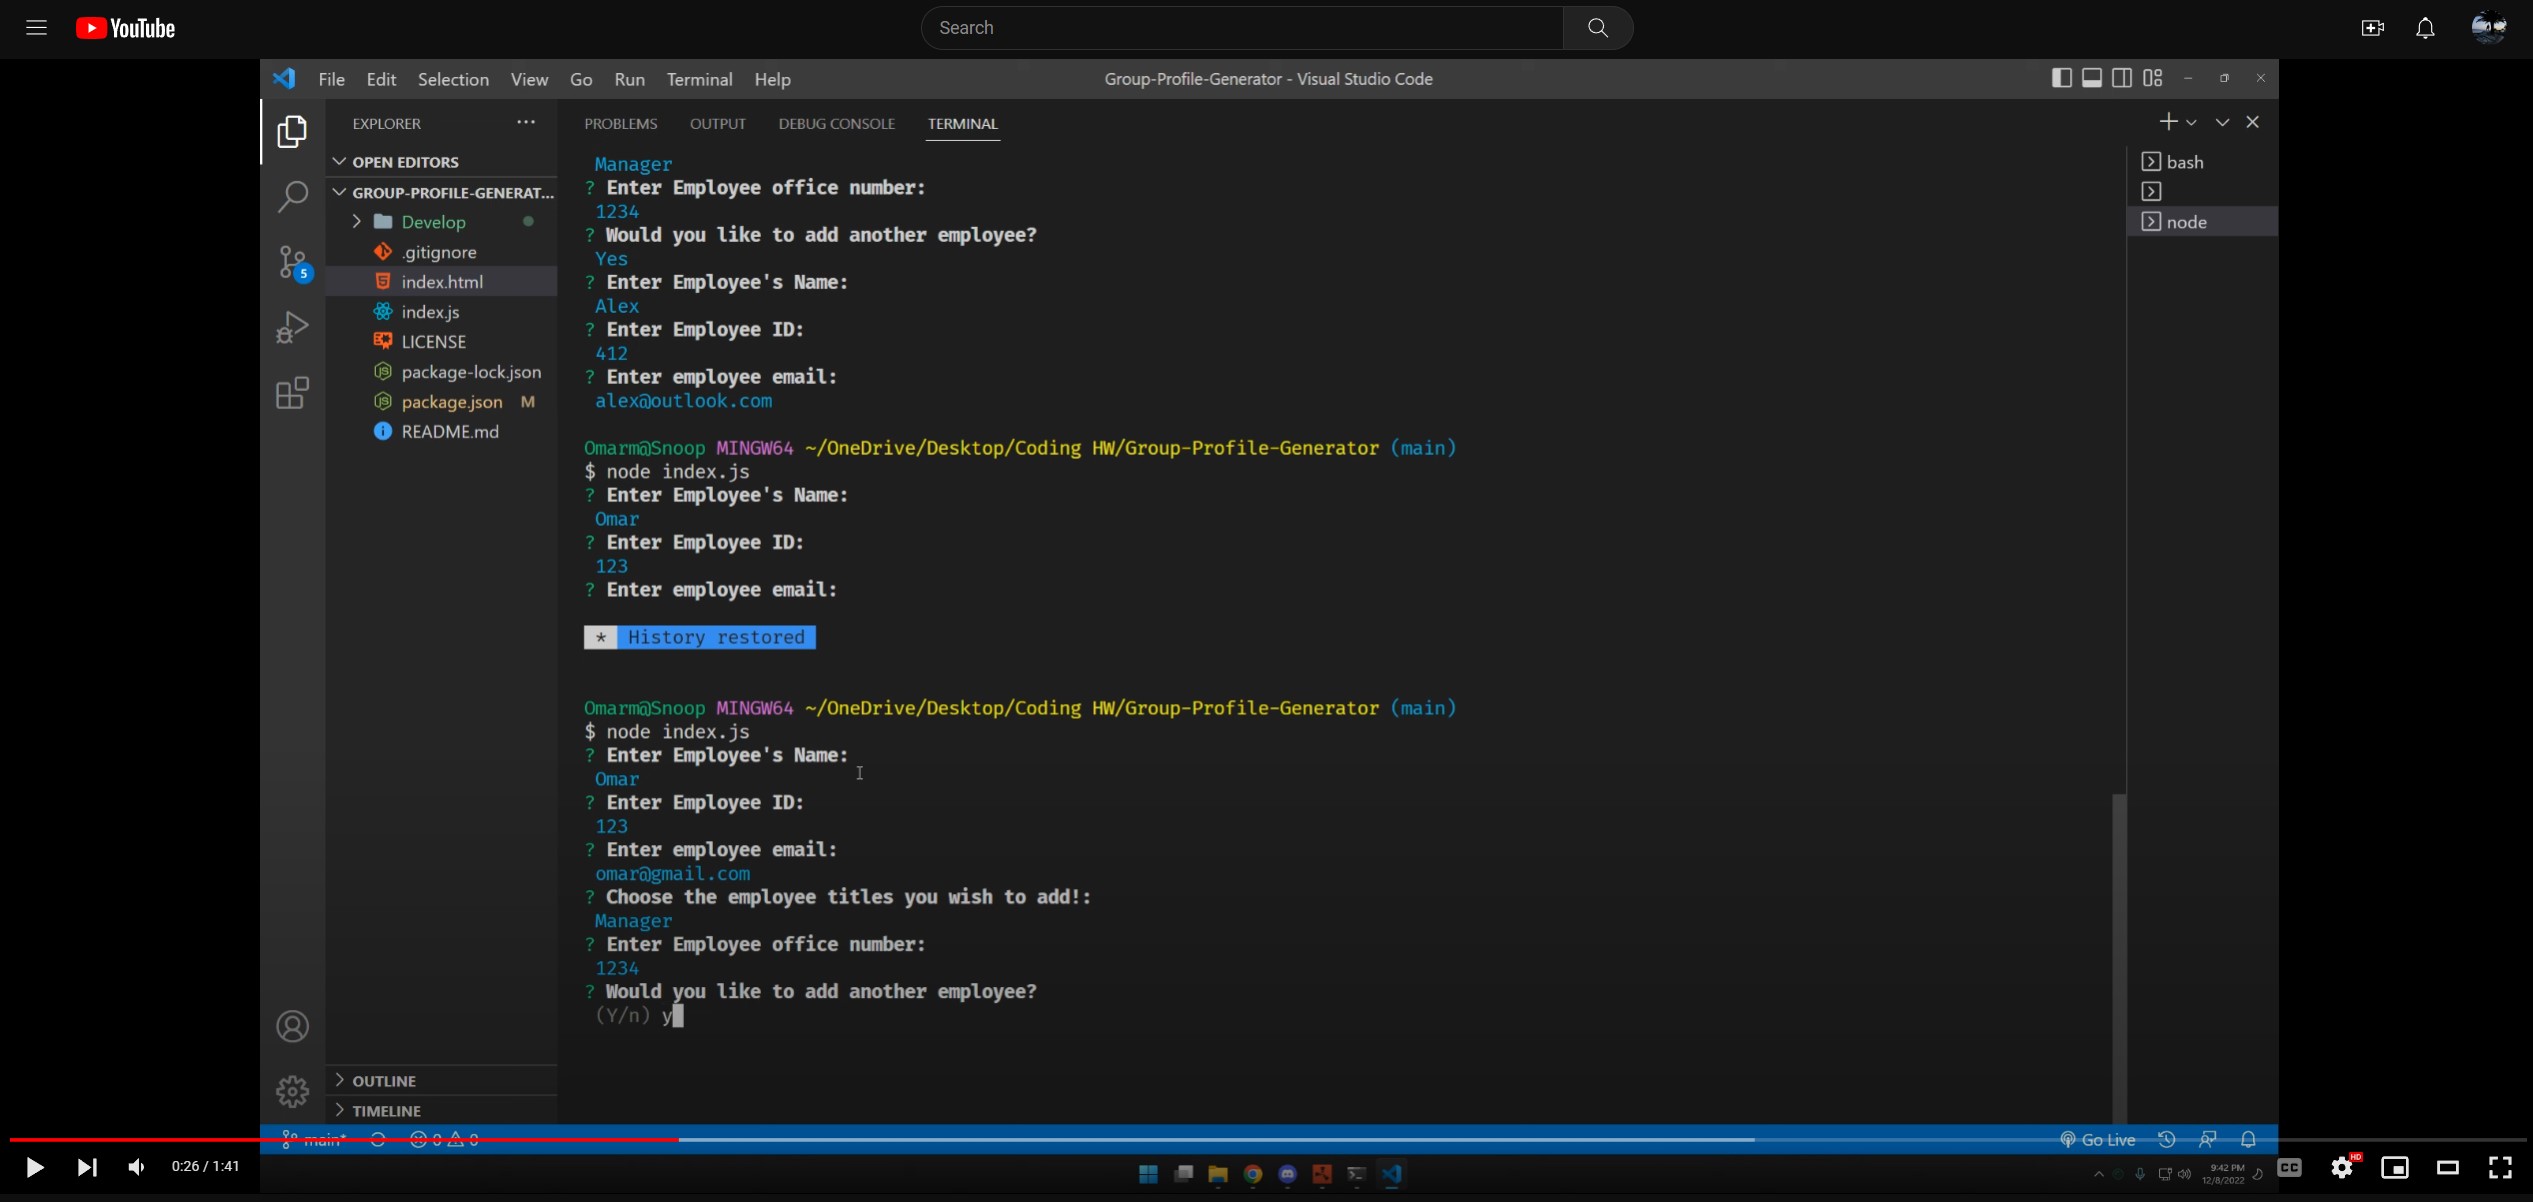 YouTube
Search
File Edit Selection View Go Run Terminal Help
Group-Profile-Generator - Visual Studio Code
EXPLORER
OPEN EDITORS
GROUP-PROFILE-GENERAT...
Develop
.gitignore
index.html
index.js
LICENSE
package-lock.json
package.json M
README.md
5
OUTLINE
TIMELINE
PROBLEMS OUTPUT DEBUG CONSOLE TERMINAL
Manager
? Enter Employee office number:
1234
? Would you like to add another employee?
Yes
? Enter Employee's Name:
Alex
? Enter Employee ID:
412
? Enter employee email:
alex@outlook.com
Omarm@Snoop MINGW64 ~/OneDrive/Desktop/Coding HW/Group-Profile-Generator (main)
$ node index.js
? Enter Employee's Name:
Omar
? Enter Employee ID:
123
? Enter employee email:
* History restored
Omarm@Snoop MINGW64 ~/OneDrive/Desktop/Coding HW/Group-Profile-Generator (main)
$ node index.js
? Enter Employee's Name:
Omar
? Enter Employee ID:
123
? Enter employee email:
omar@gmail.com
? Choose the employee titles you wish to add!:
Manager
? Enter Employee office number:
1234
? Would you like to add another employee?
(Y/n) y
bash
node
main* 0 0
Go Live
0:26 / 1:41
9:42 PM
12/8/2022
CC
HD